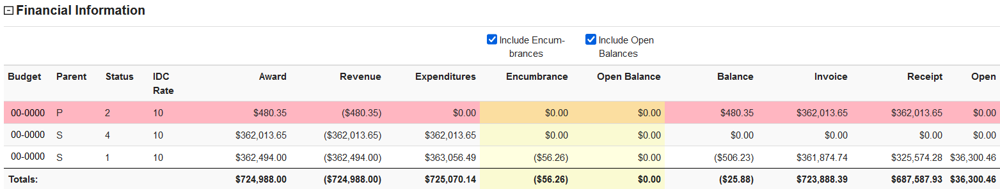 Financial Information
Include Encum-
brances
Include Open
Balances
Budget Parent Status IDC Rate Award Revenue Expenditures Encumbrance Open Balance Balance Invoice Receipt Open
00-0000 P 2 10 $480.35 ($480.35) $0.00 $0.00 $0.00 $480.35 $362,013.65 $362,013.65 $0.00
00-0000 S 4 10 $362,013.65 ($362,013.65) $362,013.65 $0.00 $0.00 $0.00 $0.00 $0.00 $0.00
00-0000 S 1 10 $362,494.00 ($362,494.00) $363,056.49 ($56.26) $0.00 ($506.23) $361,874.74 $325,574.28 $36,300.46
Totals: $724,988.00 ($724,988.00) $725,070.14 ($56.26) $0.00 ($25.88) $723,888.39 $687,587.93 $36,300.46